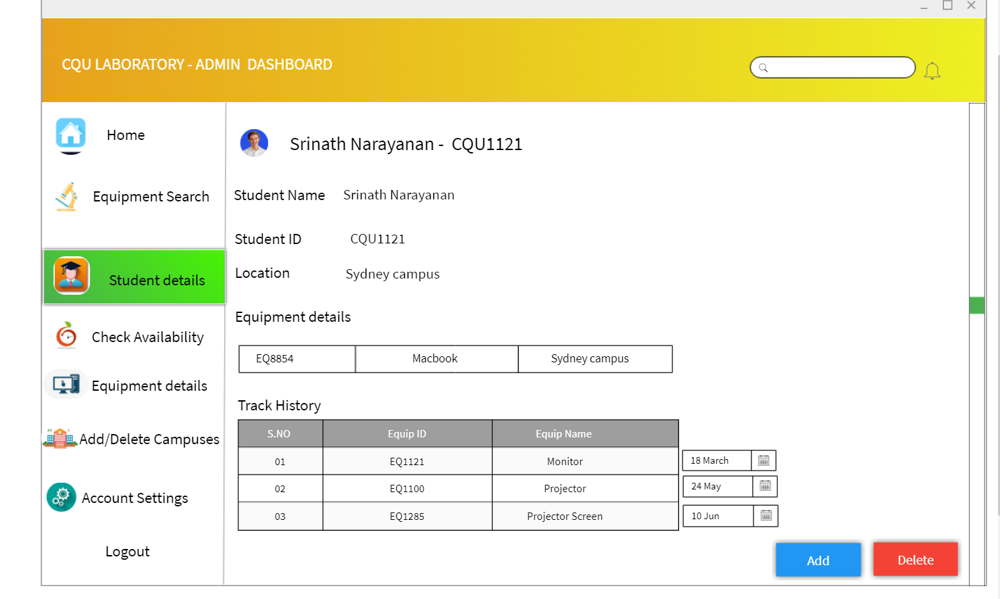 CQU LABORATORY - ADMIN DASHBOARD
Home
Equipment Search
Student details
Check Availability
Equipment details
Add/Delete Campuses
Account Settings
Logout
Srinath Narayanan - CQU1121
Student Name Srinath Narayanan
Student ID CQU1121
Location Sydney campus
Equipment details
EQ8854 Macbook Sydney campus
Track History
S.NO Equip ID Equip Name
01 EQ1121 Monitor 18 March
02 EQ1100 Projector 24 May
03 EQ1285 Projector Screen 10 Jun
Add Delete